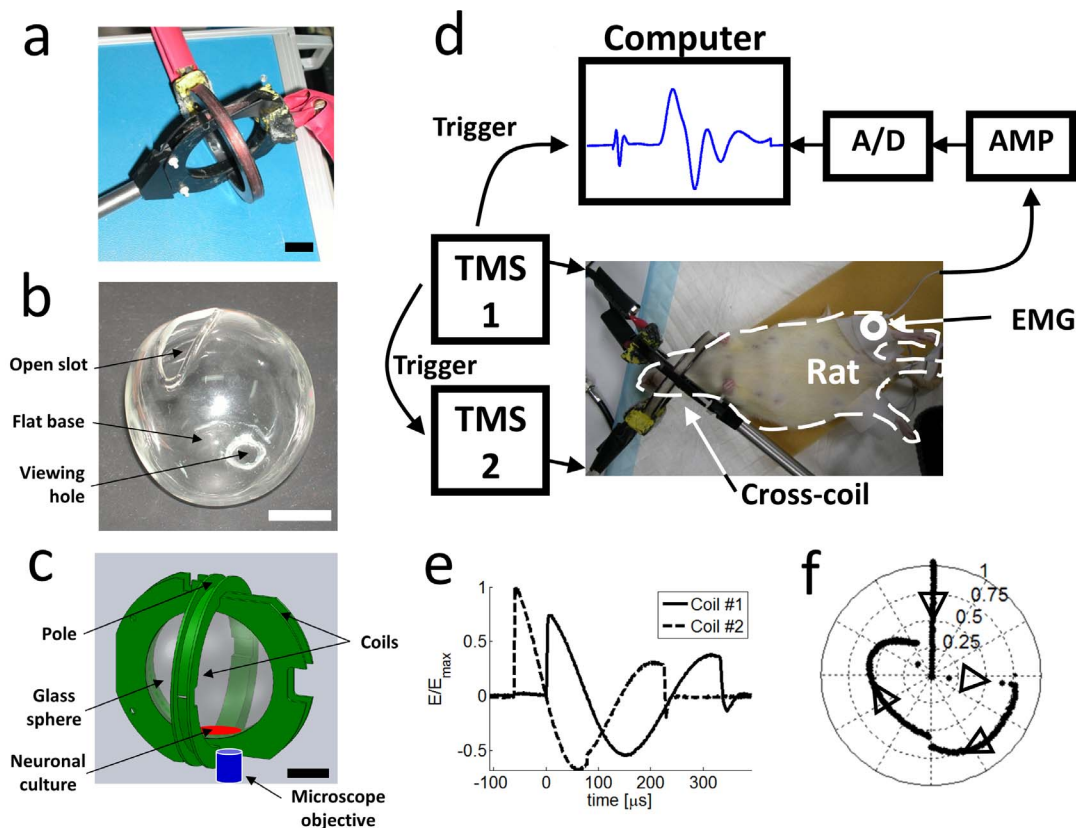 a
b
Open slot
Flat base
Viewing
hole
c
Pole
Coils
Glass
sphere
Neuronal
culture
Microscope
objective
d
Computer
Trigger
A/D
AMP
TMS
1
Trigger
TMS
2
EMG
Rat
Cross-coil
e
E/Emax
1
0.5
0
-0.5
-100
0
100
200
300
time [μs]
Coil #1
Coil #2
f
1
0.75
0.5
0.25